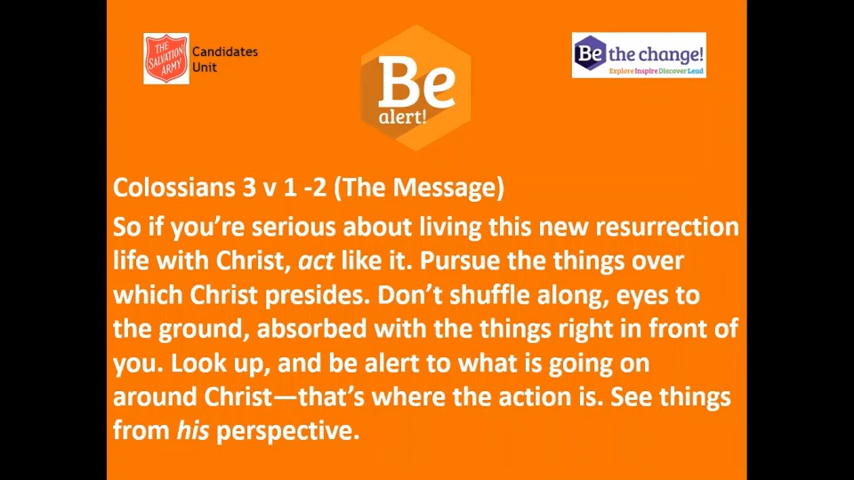 THE
SALVATION
ARMY
Candidates
Unit
Be
alert!
Be the change!
Explore Inspire Discover Lead
Colossians 3 v 1 -2 (The Message)
So if you’re serious about living this new resurrection
life with Christ, act like it. Pursue the things over
which Christ presides. Don’t shuffle along, eyes to
the ground, absorbed with the things right in front of
you. Look up, and be alert to what is going on
around Christ—that’s where the action is. See things
from his perspective.